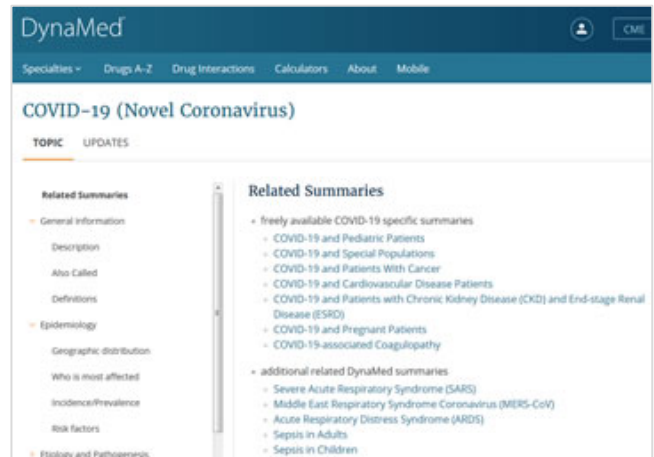 DynaMed
CME
Specialties Drugs A-Z Drug Interactions Calculators About Mobile
COVID-19 (Novel Coronavirus)
TOPIC UPDATES
Related Summaries
General Information
Description
Also Called
Definitions
Epidemiology
Geographic distribution
Who is most affected
Incidence/Prevalence
Risk factors
Etiology and Pathogenesis
Related Summaries
freely available COVID-19 specific summaries
COVID-19 and Pediatric Patients
COVID-19 and Special Populations
COVID-19 and Patients With Cancer
COVID-19 and Cardiovascular Disease Patients
COVID-19 and Patients with Chronic Kidney Disease (CKD) and End-stage Renal
Disease (ESRD)
COVID-19 and Pregnant Patients
COVID-19-associated Coagulopathy
additional related DynaMed summaries
Severe Acute Respiratory Syndrome (SARS)
Middle East Respiratory Syndrome Coronavirus (MERS-CoV)
Acute Respiratory Distress Syndrome (ARDS)
Sepsis in Adults
Sepsis in Children